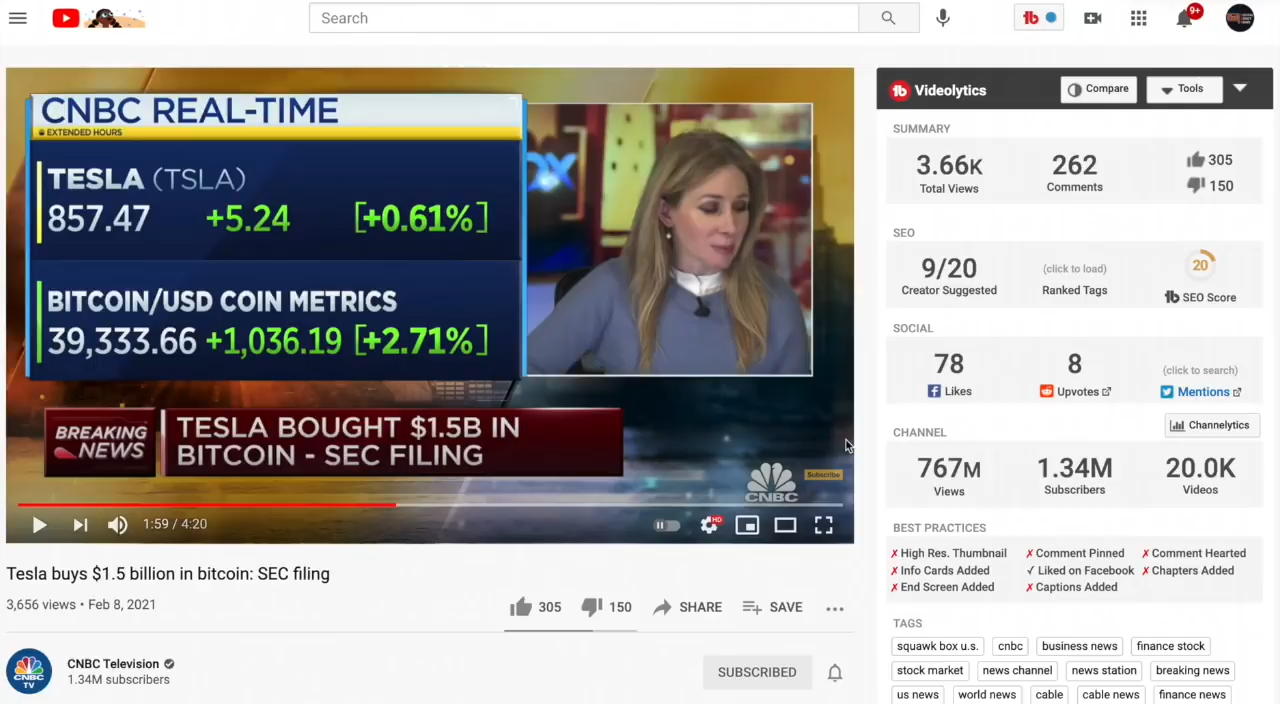 Search
9+
CNBC REAL-TIME
EXTENDED HOURS
TESLA (TSLA)
857.47 +5.24 [+0.61%]
BITCOIN/USD COIN METRICS
39,333.66 +1,036.19 [+2.71%]
OX
BREAKING NEWS
TESLA BOUGHT $1.5B IN
BITCOIN - SEC FILING
CNBC
Subscribe
1:59 / 4:20
HD
Tesla buys $1.5 billion in bitcoin: SEC filing
3,656 views • Feb 8, 2021
305 150 SHARE SAVE
CNBC TV
CNBC Television
1.34M subscribers
SUBSCRIBED
Videolytics Compare Tools
SUMMARY
3.66K 262 305
Total Views Comments 150
SEO
9/20 (click to load) 20
Creator Suggested Ranked Tags SEO Score
SOCIAL
78 8 (click to search)
Likes Upvotes Mentions
CHANNEL Channelytics
767M 1.34M 20.0K
Views Subscribers Videos
BEST PRACTICES
✗ High Res. Thumbnail ✗ Comment Pinned ✗ Comment Hearted
✗ Info Cards Added ✓ Liked on Facebook ✗ Chapters Added
✗ End Screen Added ✗ Captions Added
TAGS
squawk box u.s. cnbc business news finance stock
stock market news channel news station breaking news
us news world news cable cable news finance news